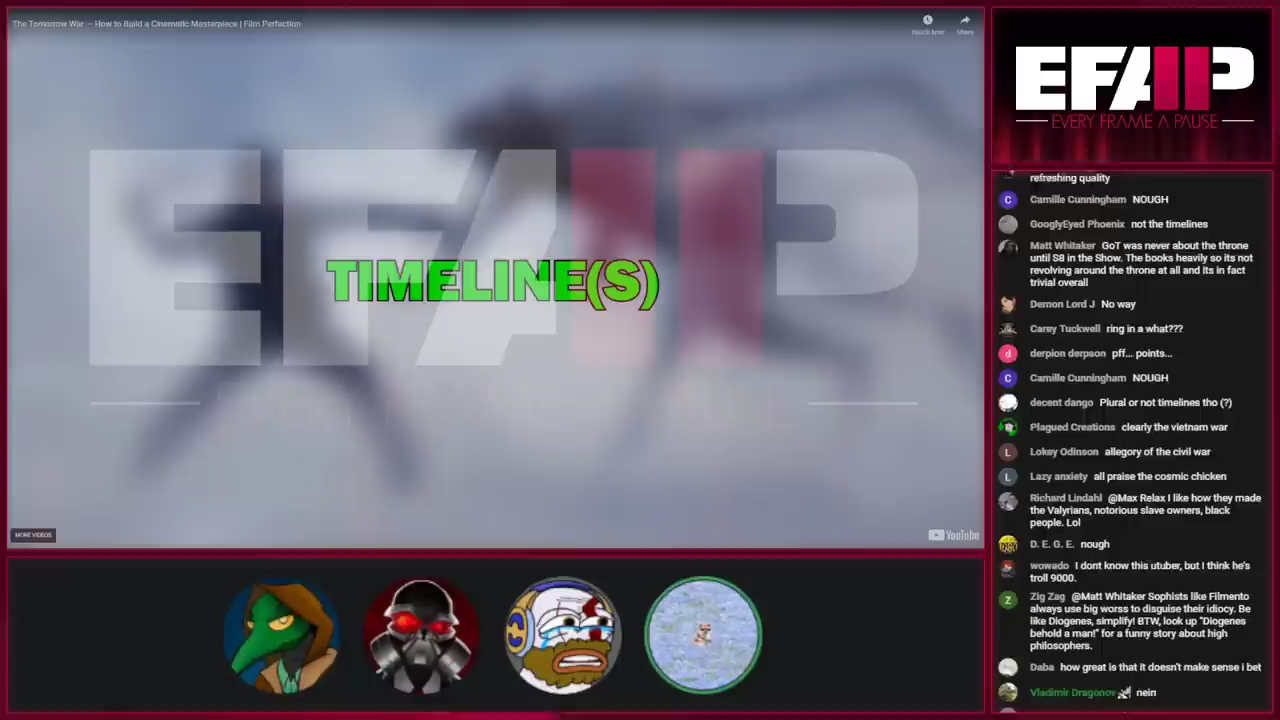 The Tomorrow War — How to Build a Cinematic Masterpiece | Film Perfection
Watch later
Share
EFAP
TIMELINE(S)
MORE VIDEOS
YouTube
EFAP
EVERY FRAME A PAUSE
refreshing quality
Camille Cunningham NOUGH
GooglyEyed Phoenix not the timelines
Matt Whitaker GoT was never about the throne
until S8 in the Show. The books heavily so its not
revolving around the throne at all and its in fact
trivial overall
Demon Lord J No way
Carey Tuckwell ring in a what???
derpion derpson pff... points...
Camille Cunningham NOUGH
decent dango Plural or not timelines tho (?)
Plagued Creations clearly the vietnam war
Lokey Odinson allegory of the civil war
Lazy anxiety all praise the cosmic chicken
Richard Lindahl @Max Relax I like how they made
the Valyrians, notorious slave owners, black
people. Lol
D. E. G. E. nough
wowado I dont know this utuber, but I think he's
troll 9000.
Zig Zag @Matt Whitaker Sophists like Filmento
always use big worss to disguise their idiocy. Be
like Diogenes, simplify! BTW, look up "Diogenes
behold a man!" for a funny story about high
philosophers.
Daba how great is that it doesn't make sense i bet
Vladimir Dragonov nein